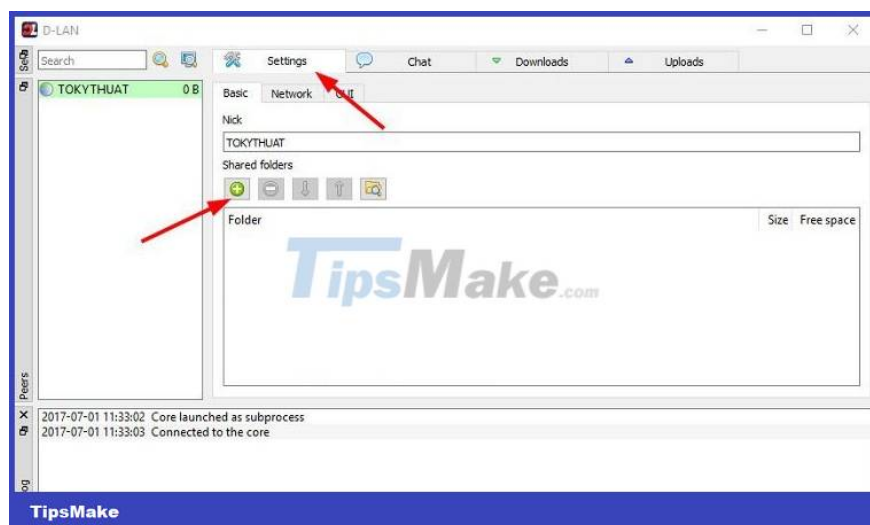 D-LAN
Search
Settings
Chat
Downloads
Uploads
TOKYTHUAT 0 B
Basic Network GUI
Nick
TOKYTHUAT
Shared folders
Folder Size Free space
TipsMake.com
Peers
2017-07-01 11:33:02 Core launched as subprocess
2017-07-01 11:33:03 Connected to the core
TipsMake